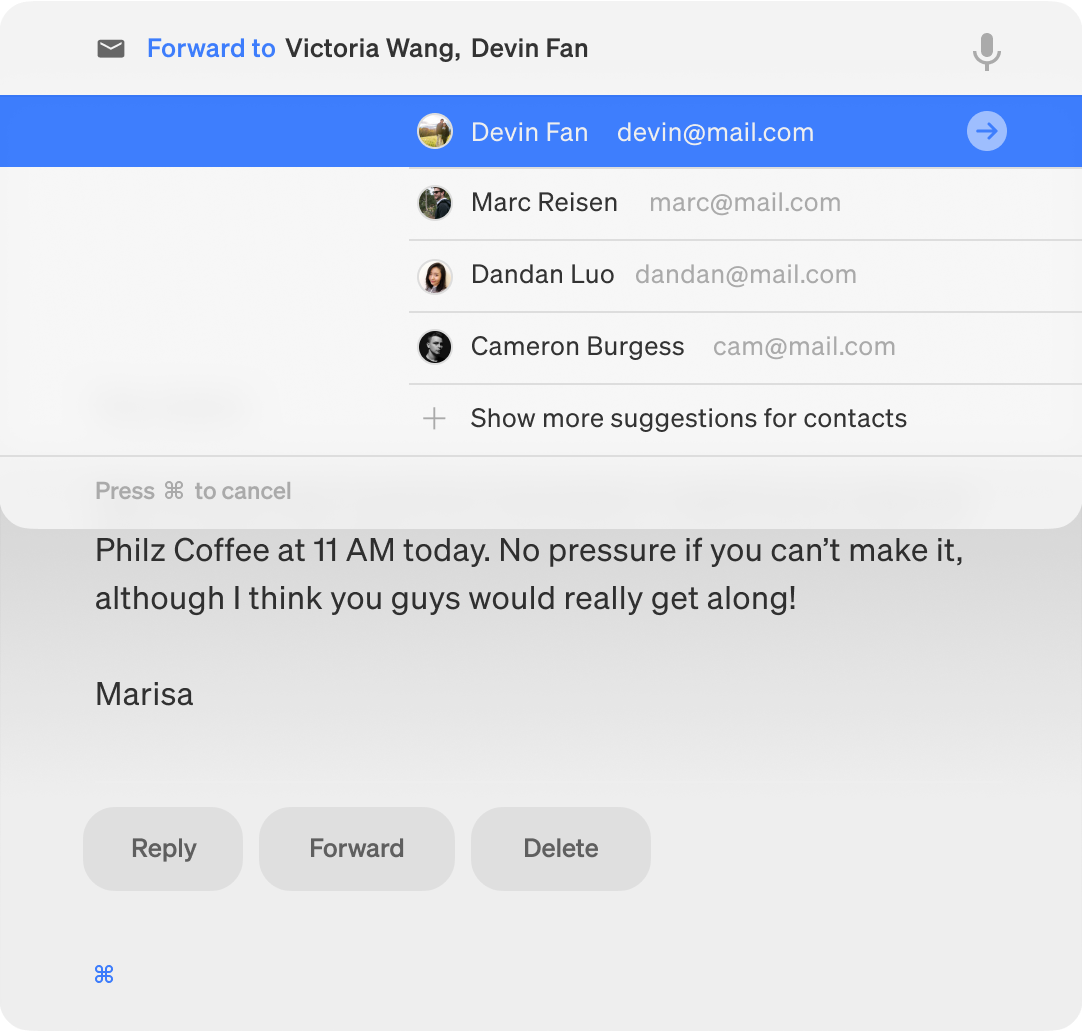 Forward to Victoria Wang, Devin Fan
Devin Fan devin@mail.com
Marc Reisen marc@mail.com
Dandan Luo dandan@mail.com
Cameron Burgess cam@mail.com
Show more suggestions for contacts
Press ⌘ to cancel
Philz Coffee at 11 AM today. No pressure if you can’t make it,
although I think you guys would really get along!
Marisa
Reply Forward Delete
⌘